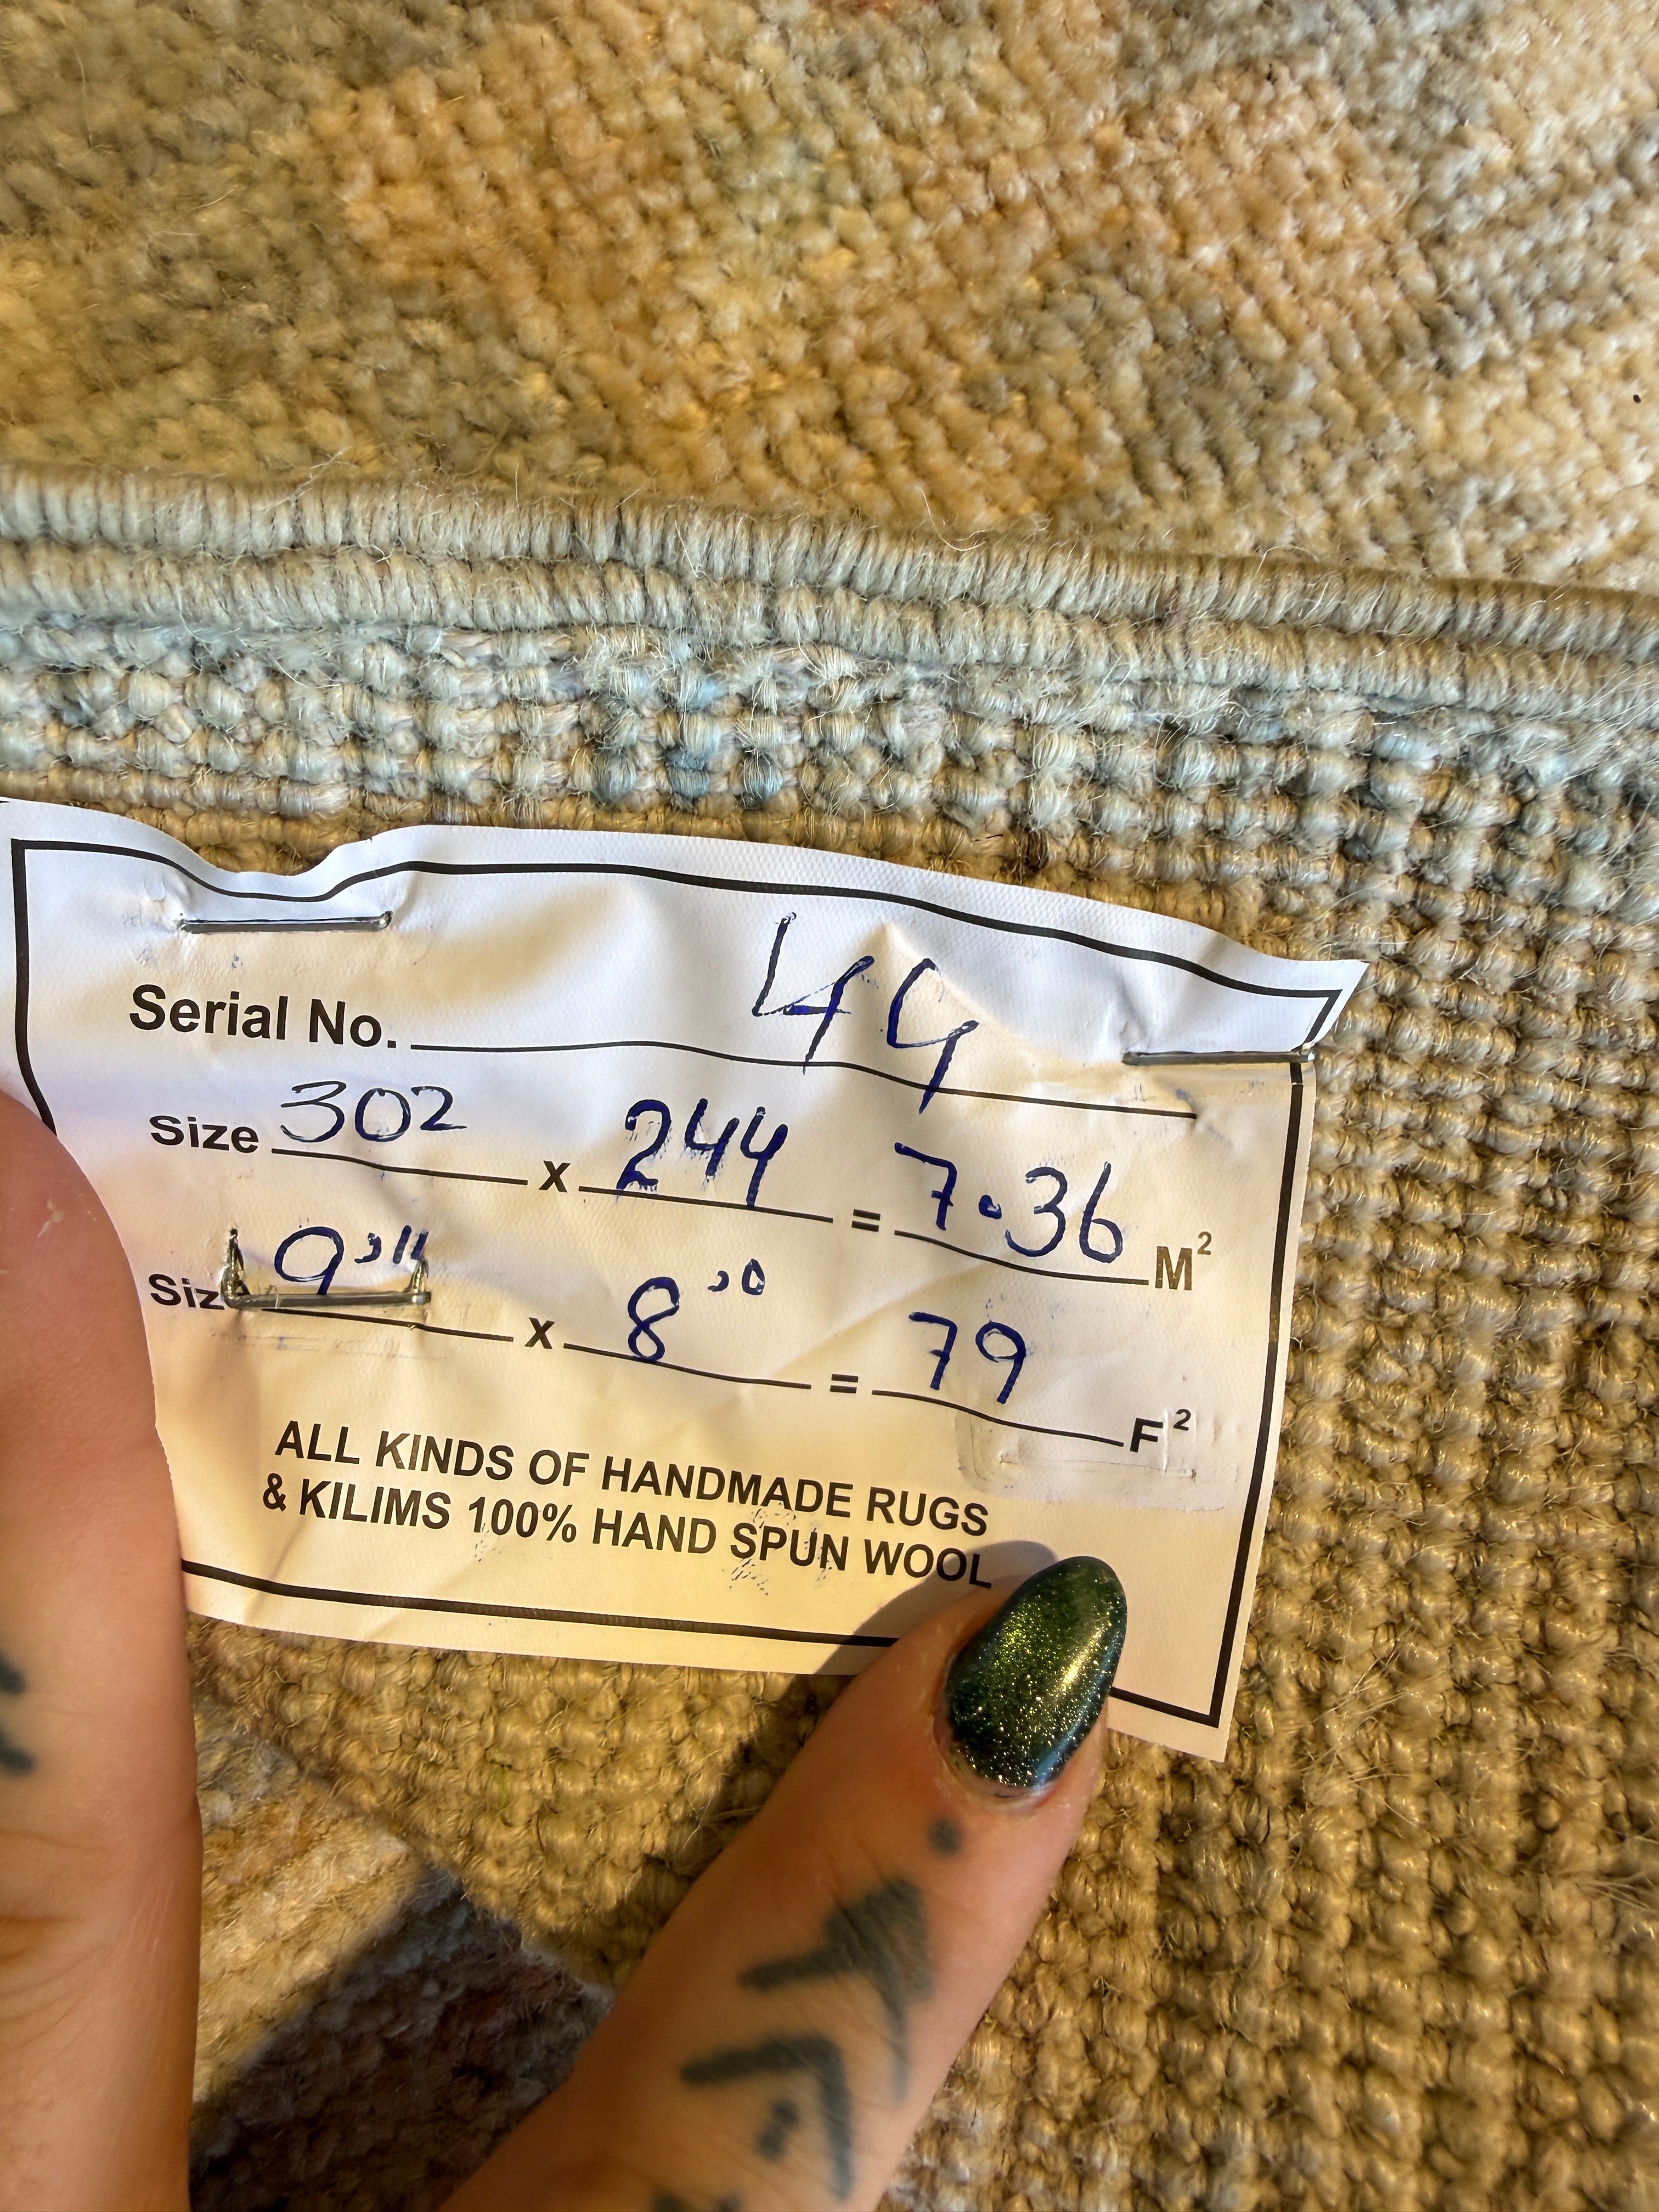 Serial No. 44
Size 302 x 244 = 7.36 M²
Siz 9'11 x 8'0 = 79 F²
ALL KINDS OF HANDMADE RUGS
& KILIMS 100% HAND SPUN WOOL